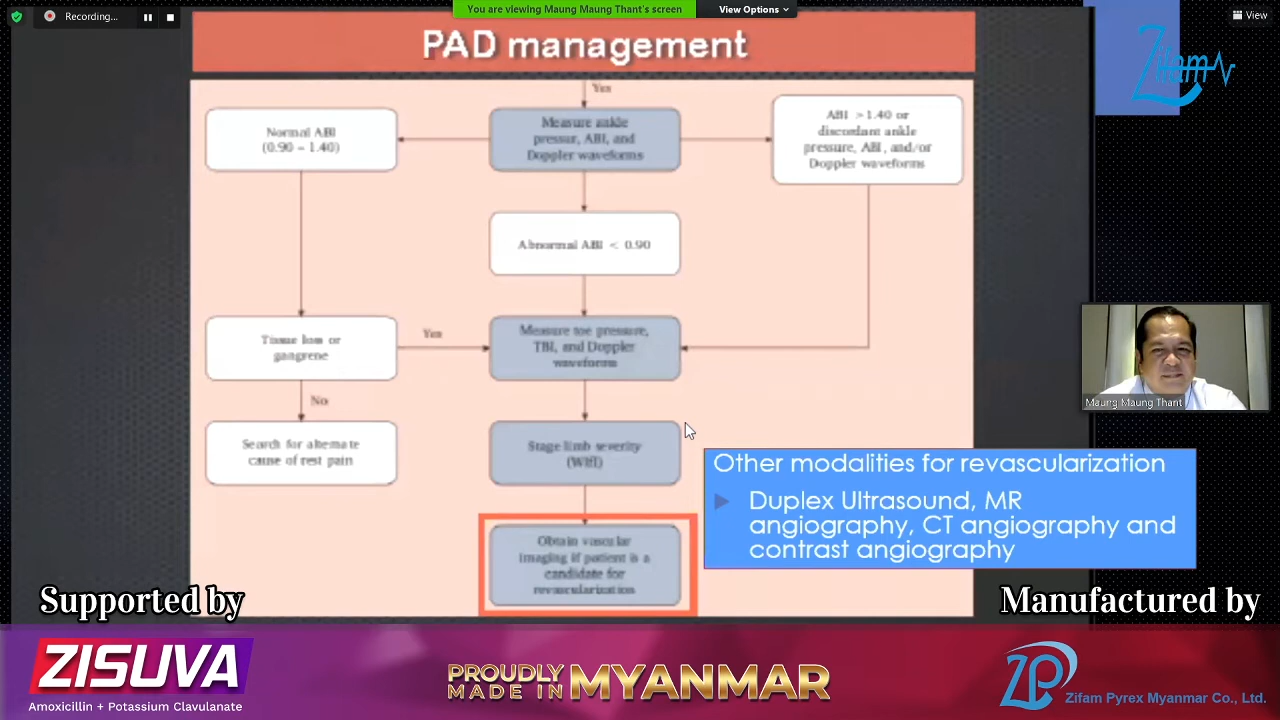 Recording...
You are viewing Maung Maung Thant's screen
View Options
View
PAD management
Zifam
Yes
Normal ABI
(0.90 – 1.40)
Measure ankle
pressur, ABI, and
Doppler waveforms
ABI > 1.40 or
discordant ankle
pressure, ABI, and/or
Doppler waveforms
Abnormal ABI < 0.90
Tissue loss or
gangrene
Yes
Measure toe pressure,
TBI, and Doppler
waveforms
No
Search for alternate
cause of rest pain
Stage limb severity
(WIfI)
Obtain vascular
imaging if patient is a
candidate for
revascularization
Other modalities for revascularization
Duplex Ultrasound, MR
angiography, CT angiography and
contrast angiography
Maung Maung Thant
Supported by
Manufactured by
ZISUVA
Amoxicillin + Potassium Clavulanate
PROUDLY
MADE IN
MYANMAR
ZP
Zifam Pyrex Myanmar Co., Ltd.